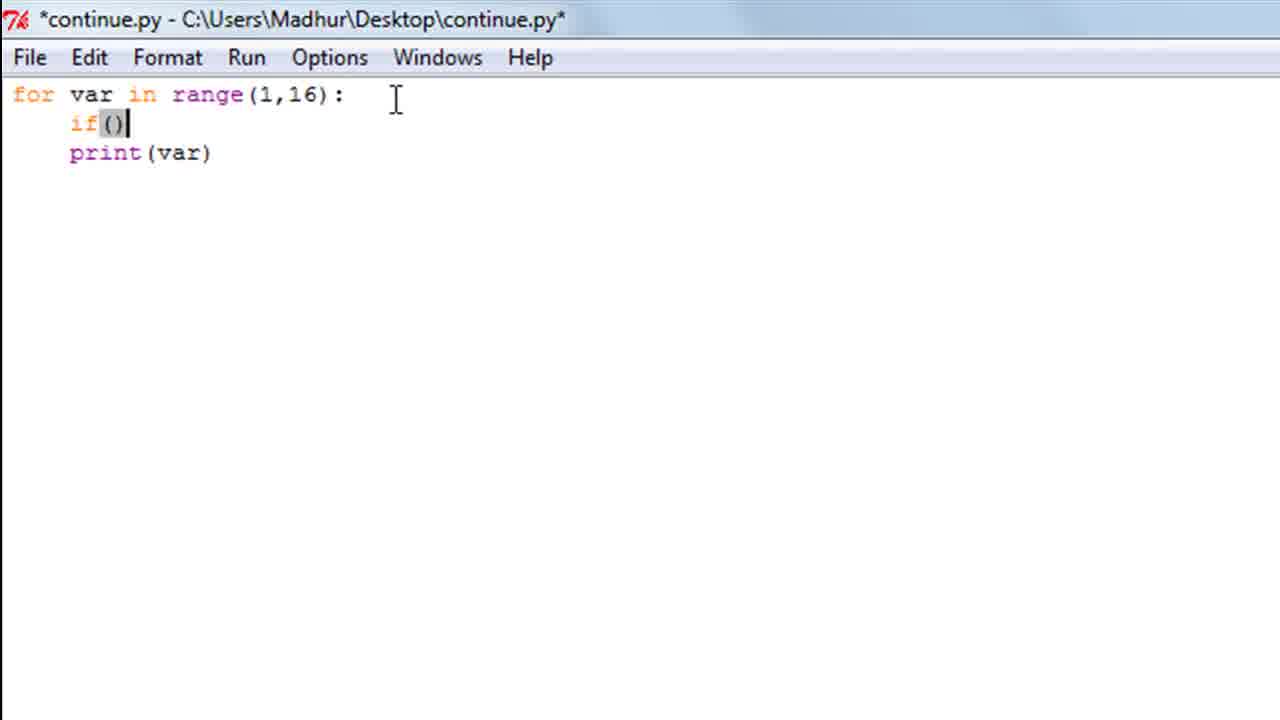 *continue.py - C:\Users\Madhur\Desktop\continue.py*
File Edit Format Run Options Windows Help
for var in range(1,16):
    if()
    print(var)